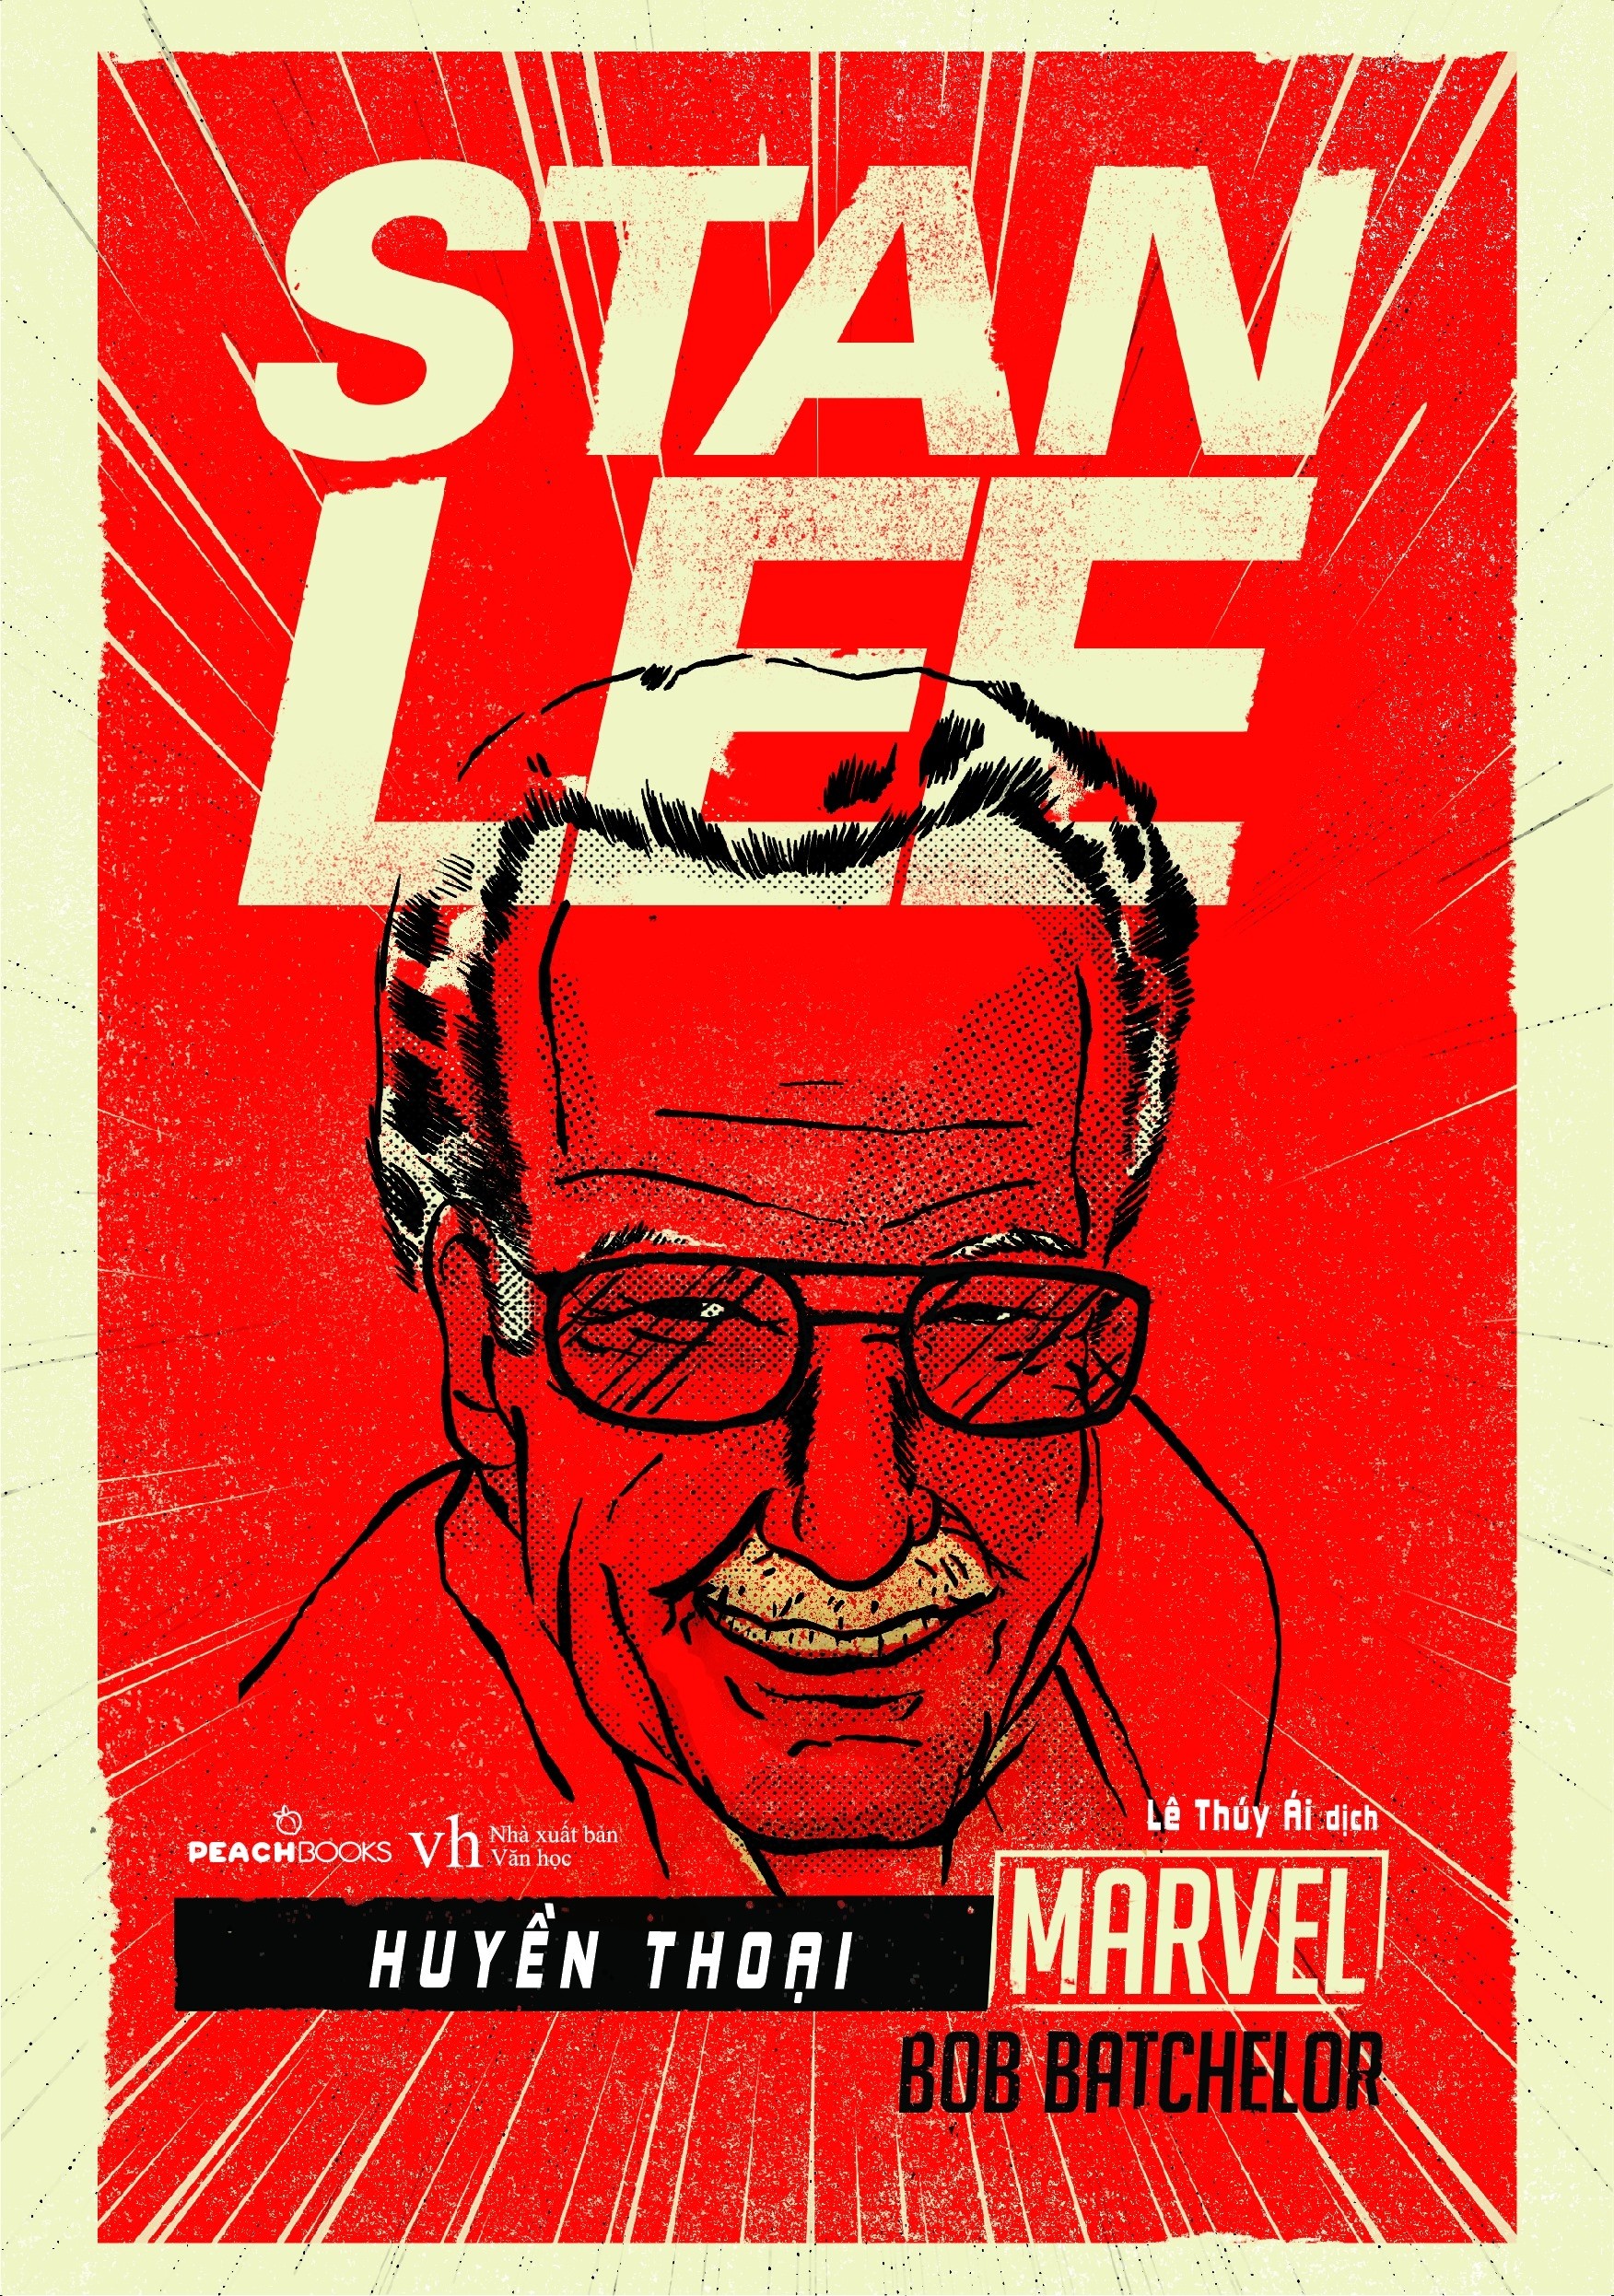 STAN
LEE
Lê Thúy Ái dịch
PEACHBOOKS
vh Nhà xuất bản
Văn học
HUYỀN THOẠI
MARVEL
BOB BATCHELOR